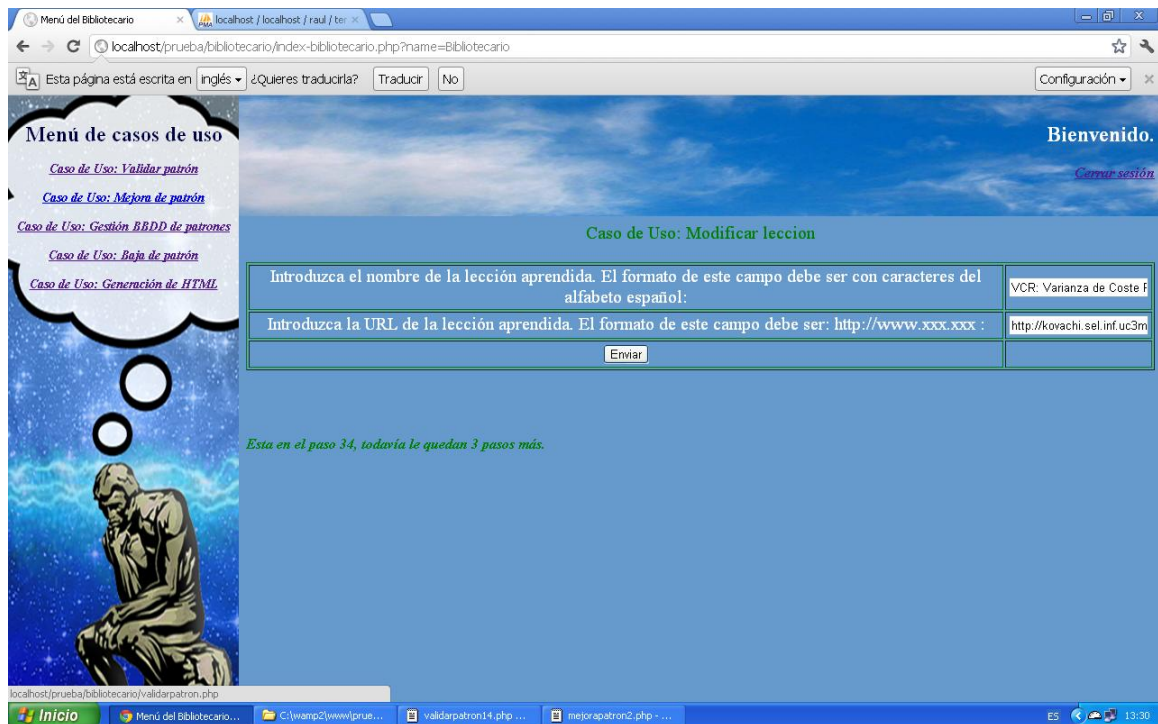 Menú del Bibliotecario
localhost / localhost / raul / ter
localhost/prueba/bibliotecario/index-bibliotecario.php?name=Bibliotecario
Esta página está escrita en inglés ¿Quieres traducirla? Traducir No Configuración
Menú de casos de uso
Caso de Uso: Validar patrón
Caso de Uso: Mejora de patrón
Caso de Uso: Gestión BBDD de patrones
Caso de Uso: Baja de patrón
Caso de Uso: Generación de HTML
Bienvenido.
Cerrar sesión
Caso de Uso: Modificar leccion
Introduzca el nombre de la lección aprendida. El formato de este campo debe ser con caracteres del
alfabeto español:
VCR: Varianza de Coste
Introduzca la URL de la lección aprendida. El formato de este campo debe ser: http://www.xxx.xxx :
http://kovachi.sel.inf.uc3m
Enviar
Esta en el paso 34, todavía le quedan 3 pasos más.
localhost/prueba/bibliotecario/validarpatron.php
Inicio
Menú del Bibliotecario...
C:\wamp2\www\prue...
validarpatron14.php ...
mejorapatron2.php - ...
ES
13:30